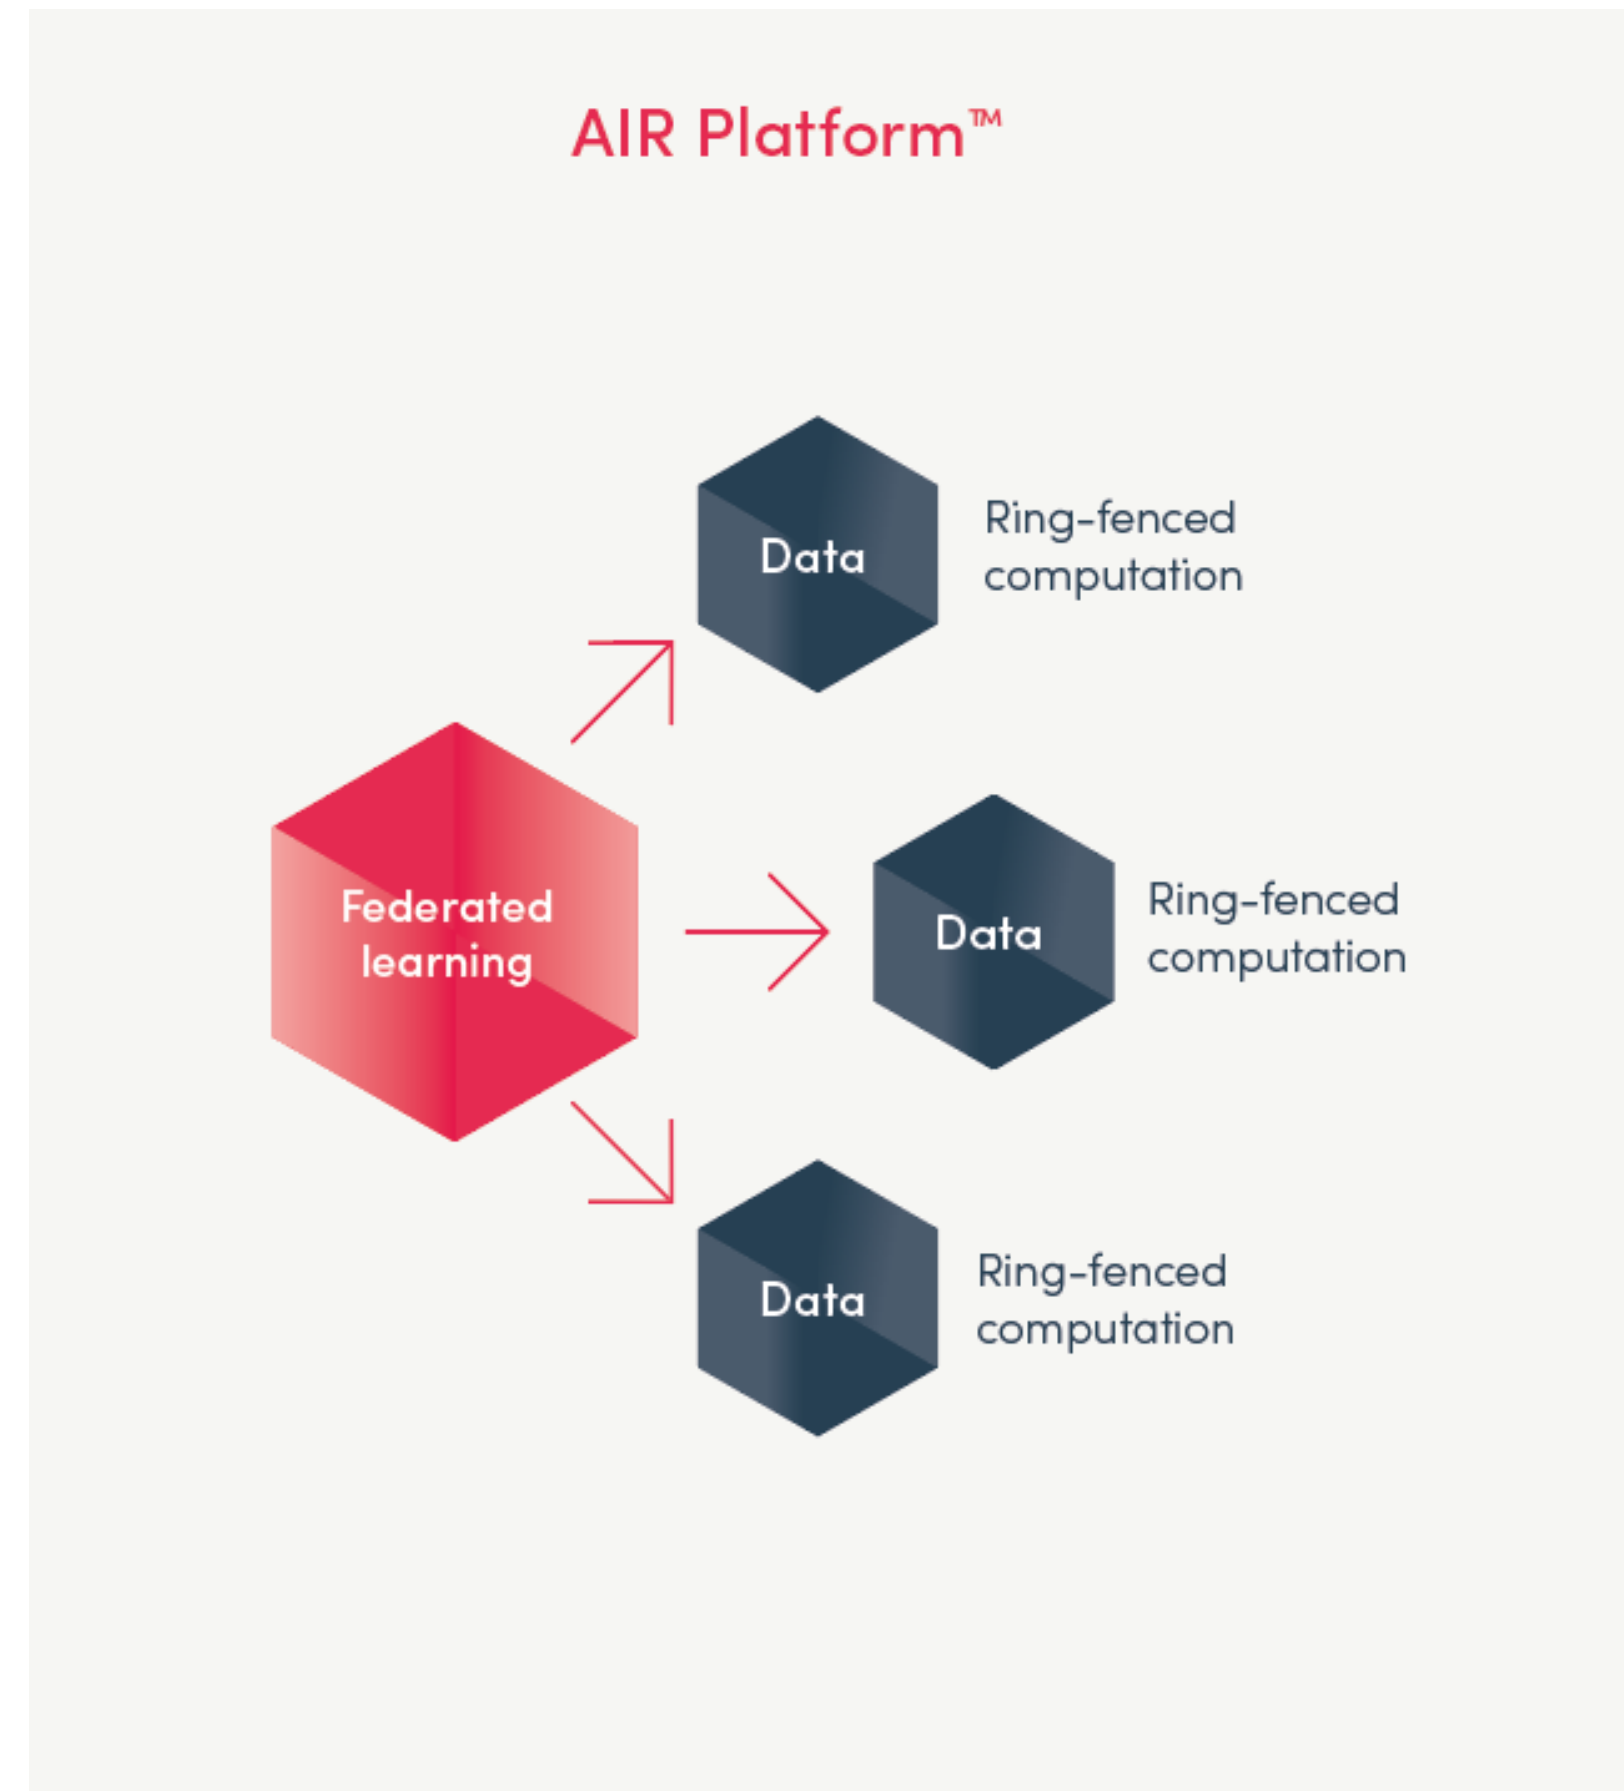 AIR Platform™
Data
Ring-fenced
computation
Federated
learning
Data
Ring-fenced
computation
Data
Ring-fenced
computation